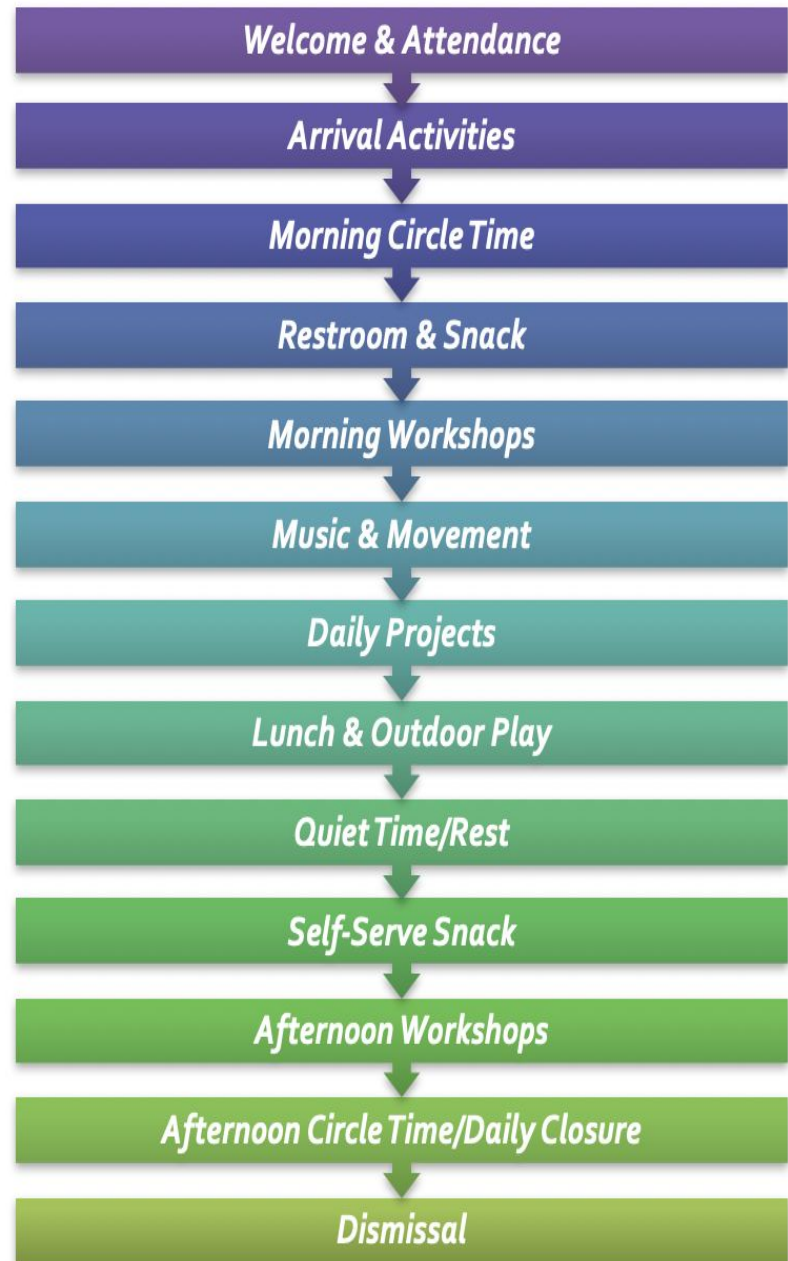 Welcome & Attendance
Arrival Activities
Morning Circle Time
Restroom & Snack
Morning Workshops
Music & Movement
Daily Projects
Lunch & Outdoor Play
Quiet Time/Rest
Self-Serve Snack
Afternoon Workshops
Afternoon Circle Time/Daily Closure
Dismissal